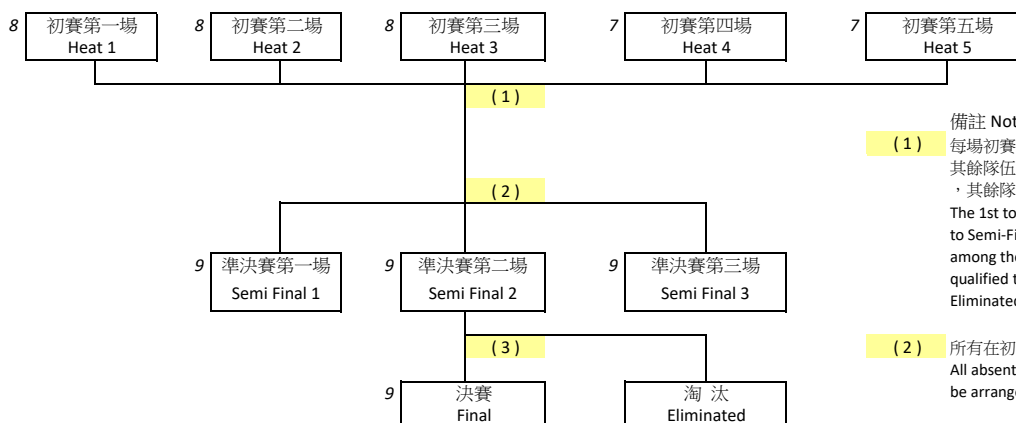 8 初賽第一場 8 初賽第二場 8 初賽第三場 7 初賽第四場 7 初賽第五場
Heat 1 Heat 2 Heat 3 Heat 4 Heat 5
( 1 )
備註
( 1 ) 每場初賽
其餘隊伍
( 2 ) ，其餘隊
The 1st to
to Semi-Fi
9 準決賽第一場 9 準決賽第二場 9 準決賽第三場
among the
Semi Final 1 Semi Final 2 Semi Final 3
qualified
Eliminated
( 3 ) ( 2 ) 所有在初
All absent
9 決賽 淘 汰
be arrange
Final Eliminated